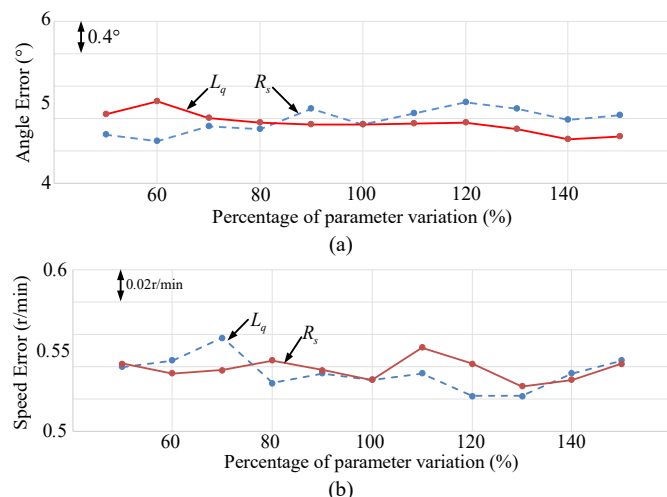 6
0.4°
Lq
Rs
5
4
Angle Error (°)
60
80
100
120
140
Percentage of parameter variation (%)
(a)
0.6
0.02r/min
Lq
Rs
0.55
0.5
Speed Error (r/min)
60
80
100
120
140
Percentage of parameter variation (%)
(b)